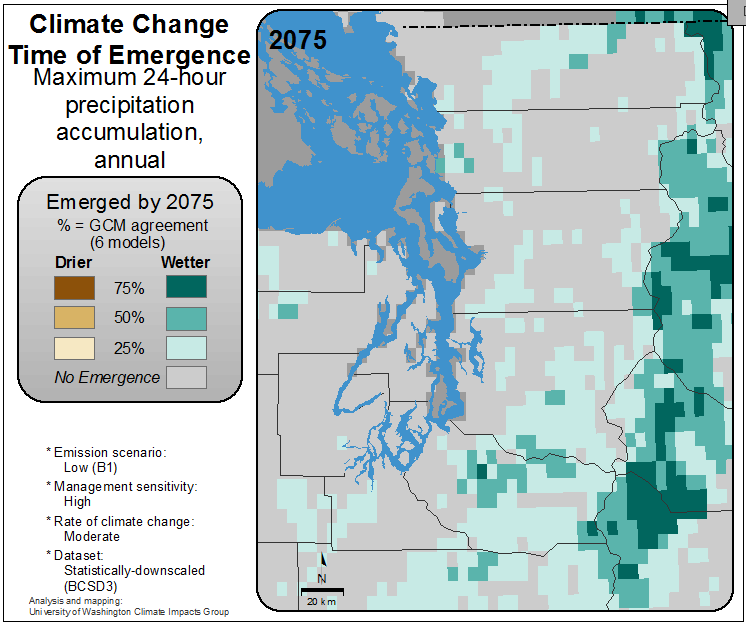 Climate Change
Time of Emergence
Maximum 24-hour
precipitation
accumulation,
annual
Emerged by 2075
% = GCM agreement
(6 models)
Drier Wetter
75%
50%
25%
No Emergence
* Emission scenario:
Low (B1)
* Management sensitivity:
High
* Rate of climate change:
Moderate
* Dataset:
Statistically-downscaled
(BCSD3)
Analysis and mapping:
University of Washington Climate Impacts Group
2075
N
20 km